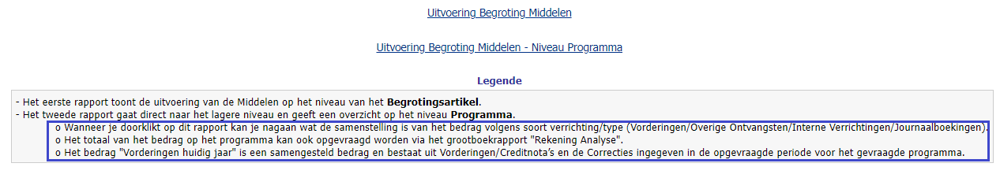 Uitvoering Begroting Middelen
Uitvoering Begroting Middelen - Niveau Programma
Legende
- Het eerste rapport toont de uitvoering van de Middelen op het niveau van het Begrotingsartikel.
- Het tweede rapport gaat direct naar het lagere niveau en geeft een overzicht op het niveau Programma.
o Wanneer je doorklikt op dit rapport kan je nagaan wat de samenstelling is van het bedrag volgens soort verrichting/type (Vorderingen/Overige Ontvangsten/Interne Verrichtingen/Journaalboekingen).
o Het totaal van het bedrag op het programma kan ook opgevraagd worden via het grootboekrapport "Rekening Analyse".
o Het bedrag "Vorderingen huidig jaar" is een samengesteld bedrag en bestaat uit Vorderingen/Creditnota’s en de Correcties ingegeven in de opgevraagde periode voor het gevraagde programma.